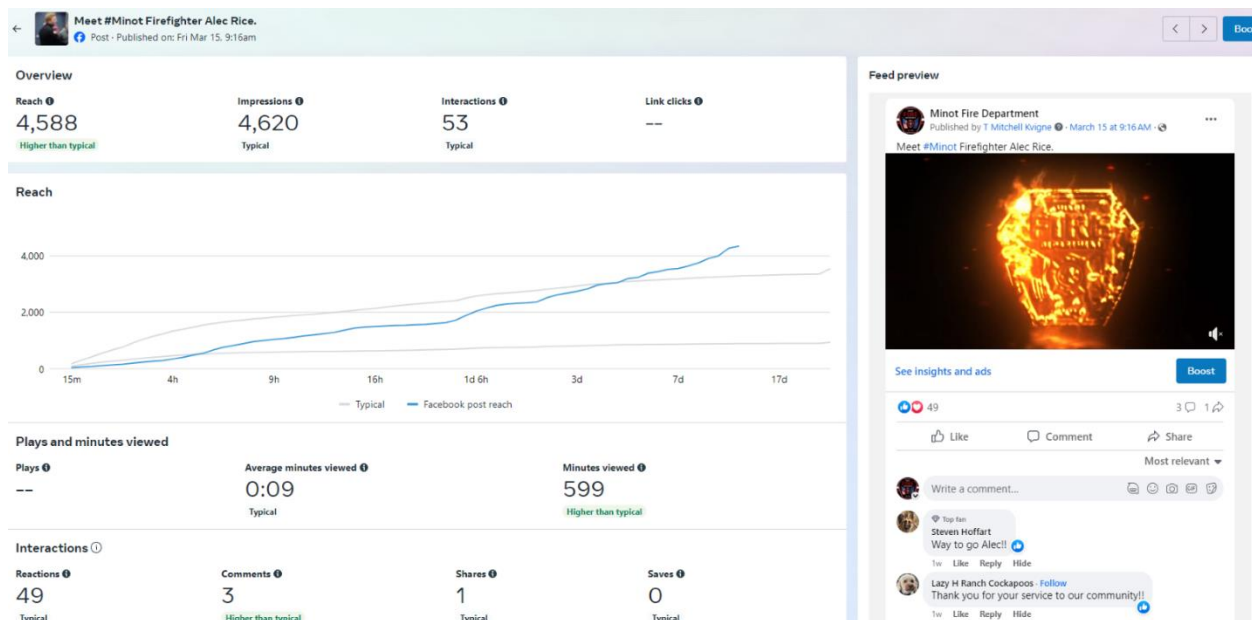 Meet #Minot Firefighter Alec Rice.
Post · Published on: Fri Mar 15, 9:16am
Overview
Reach
4,588
Higher than typical
Impressions
4,620
Typical
Interactions
53
Typical
Link clicks
--
Reach
4,000
2,000
0
15m 4h 9h 16h 1d 6h 3d 7d 17d
Typical Facebook post reach
Plays and minutes viewed
Plays
--
Average minutes viewed
0:09
Typical
Minutes viewed
599
Higher than typical
Interactions
Reactions
49
Typical
Comments
3
Higher than typical
Shares
1
Typical
Saves
0
Typical
Boo
Feed preview
Minot Fire Department
Published by T Mitchell Kvigne · March 15 at 9:16 AM ·
Meet #Minot Firefighter Alec Rice.
MINOT
FIRE
DEPARTMENT
See insights and ads
Boost
49 3 1
Like Comment Share
Most relevant
Write a comment...
GIF
Top fan
Steven Hoffart
Way to go Alec!!
1w Like Reply Hide
Lazy H Ranch Cockapoos · Follow
Thank you for your service to our community!!
1w Like Reply Hide